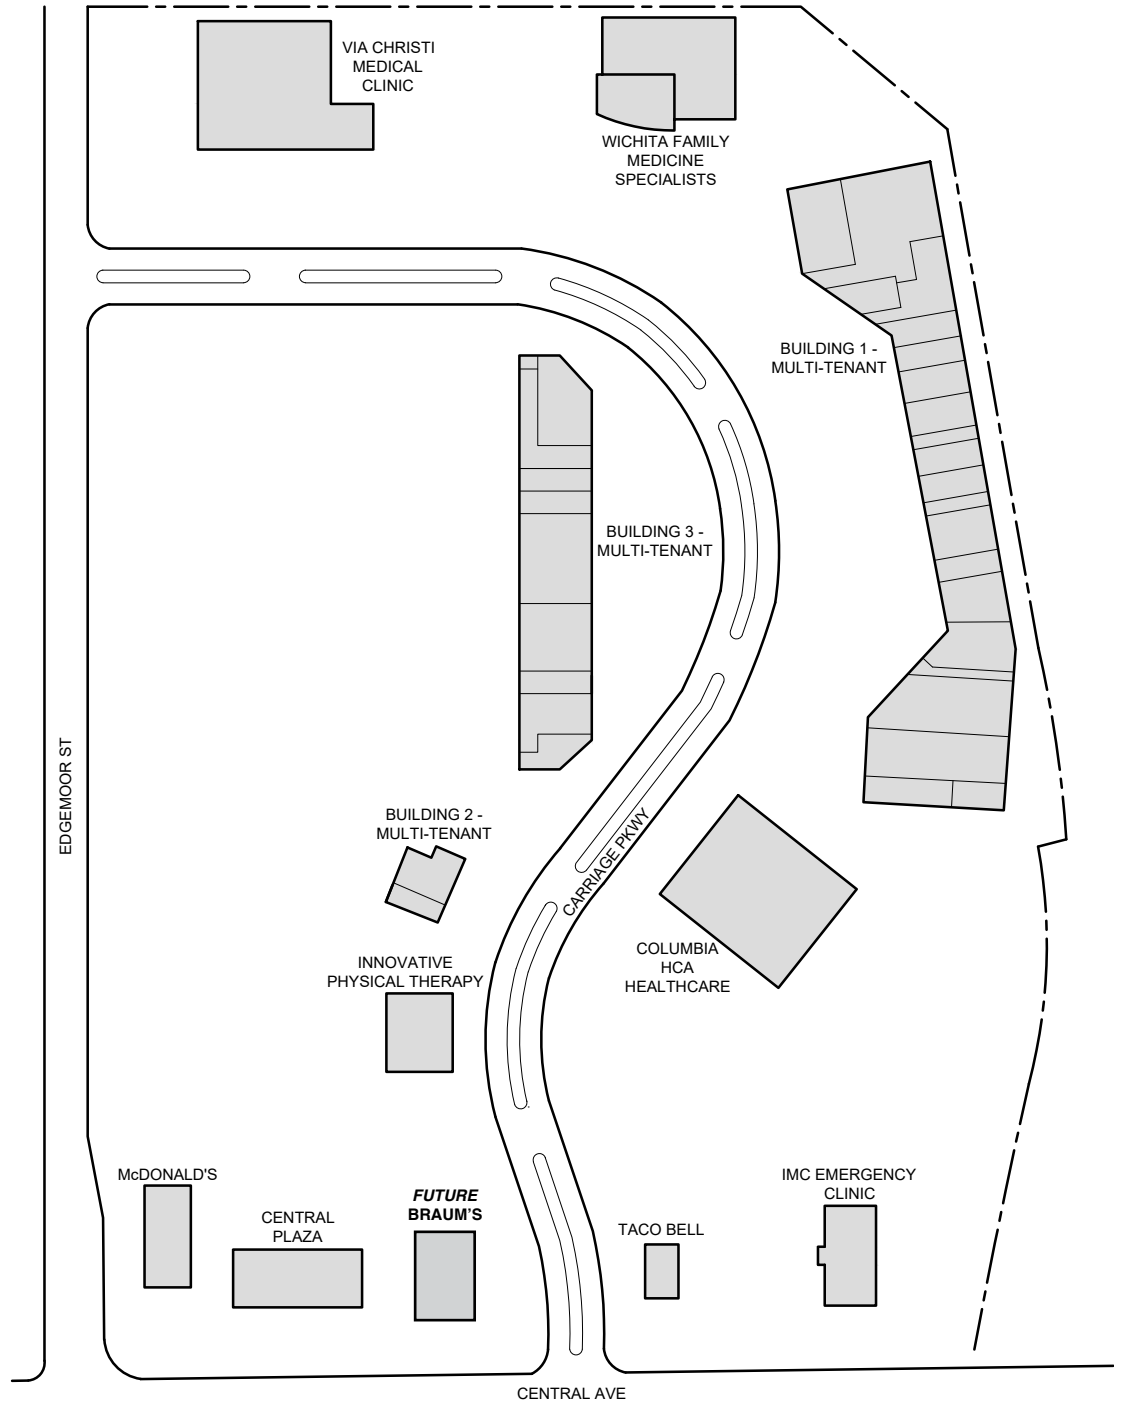 VIA CHRISTI
MEDICAL
CLINIC
WICHITA FAMILY
MEDICINE
SPECIALISTS
BUILDING 1 -
MULTI-TENANT
BUILDING 3 -
MULTI-TENANT
EDGEMOOR ST
BUILDING 2 -
MULTI-TENANT
CARRIAGE PKWY
COLUMBIA
HCA
HEALTHCARE
INNOVATIVE
PHYSICAL THERAPY
McDONALD'S
CENTRAL
PLAZA
FUTURE
BRAUM'S
TACO BELL
IMC EMERGENCY
CLINIC
CENTRAL AVE